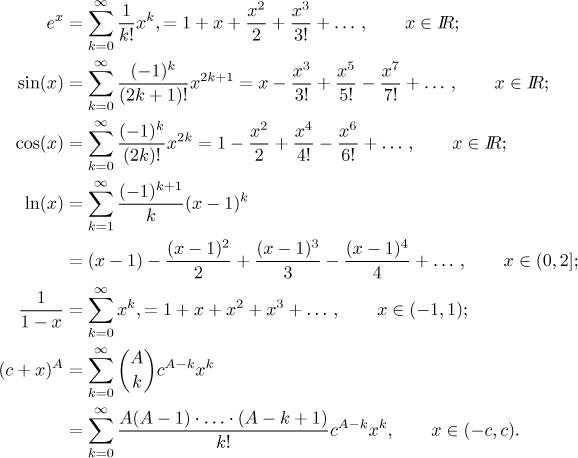 e^x = \sum_{k=0}^{\infty} \frac{1}{k!} x^k, = 1 + x + \frac{x^2}{2} + \frac{x^3}{3!} + \dots, \qquad x \in I\!R;
\sin(x) = \sum_{k=0}^{\infty} \frac{(-1)^k}{(2k+1)!} x^{2k+1} = x - \frac{x^3}{3!} + \frac{x^5}{5!} - \frac{x^7}{7!} + \dots, \qquad x \in I\!R;
\cos(x) = \sum_{k=0}^{\infty} \frac{(-1)^k}{(2k)!} x^{2k} = 1 - \frac{x^2}{2} + \frac{x^4}{4!} - \frac{x^6}{6!} + \dots, \qquad x \in I\!R;
\ln(x) = \sum_{k=1}^{\infty} \frac{(-1)^{k+1}}{k} (x-1)^k
= (x-1) - \frac{(x-1)^2}{2} + \frac{(x-1)^3}{3} - \frac{(x-1)^4}{4} + \dots, \qquad x \in (0, 2];
\frac{1}{1-x} = \sum_{k=0}^{\infty} x^k, = 1 + x + x^2 + x^3 + \dots, \qquad x \in (-1, 1);
(c+x)^A = \sum_{k=0}^{\infty} \binom{A}{k} c^{A-k} x^k
= \sum_{k=0}^{\infty} \frac{A(A-1) \cdot \dots \cdot (A-k+1)}{k!} c^{A-k} x^k, \qquad x \in (-c, c).